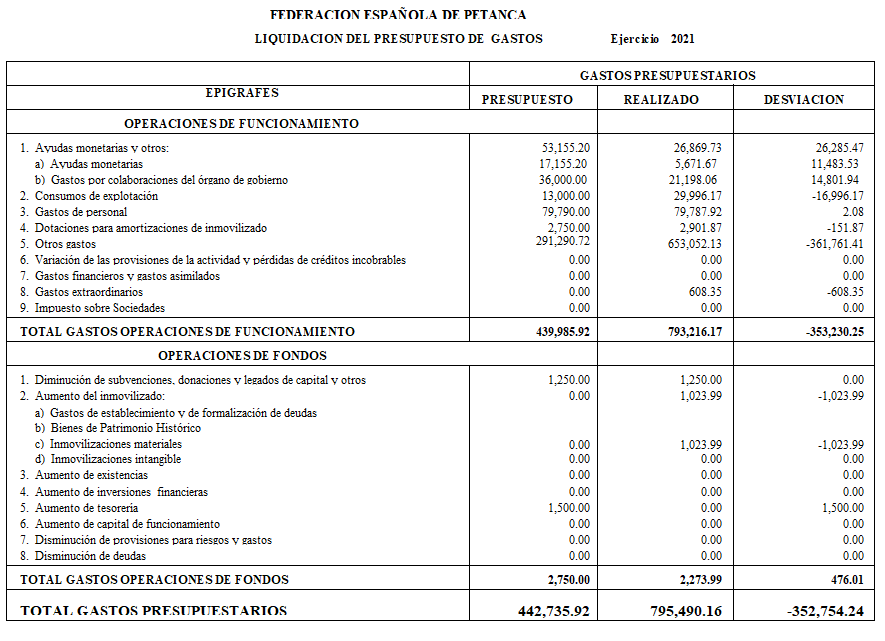 FEDERACION ESPAÑOLA DE PETANCA
LIQUIDACION DEL PRESUPUESTO DE GASTOS Ejercicio 2021
GASTOS PRESUPUESTARIOS
EPIGRAFES
PRESUPUESTO REALIZADO DESVIACION
OPERACIONES DE FUNCIONAMIENTO
1. Ayudas monetarias y otros: 53,155.20 26,869.73 26,285.47
a) Ayudas monetarias 17,155.20 5,671.67 11,483.53
b) Gastos por colaboraciones del órgano de gobierno 36,000.00 21,198.06 14,801.94
2. Consumos de explotación 13,000.00 29,996.17 -16,996.17
3. Gastos de personal 79,790.00 79,787.92 2.08
4. Dotaciones para amortizaciones de inmovilizado 2,750.00 2,901.87 -151.87
5. Otros gastos 291,290.72 653,052.13 -361,761.41
6. Variación de las provisiones de la actividad y pérdidas de créditos incobrables 0.00 0.00 0.00
7. Gastos financieros y gastos asimilados 0.00 0.00 0.00
8. Gastos extraordinarios 0.00 608.35 -608.35
9. Impuesto sobre Sociedades 0.00 0.00 0.00
TOTAL GASTOS OPERACIONES DE FUNCIONAMIENTO 439,985.92 793,216.17 -353,230.25
OPERACIONES DE FONDOS
1. Diminución de subvenciones, donaciones y legados de capital y otros 1,250.00 1,250.00 0.00
2. Aumento del inmovilizado: 0.00 1,023.99 -1,023.99
a) Gastos de establecimiento y de formalización de deudas
b) Bienes de Patrimonio Histórico
c) Inmovilizaciones materiales 0.00 1,023.99 -1,023.99
d) Inmovilizaciones intangible 0.00 0.00 0.00
3. Aumento de existencias 0.00 0.00 0.00
4. Aumento de inversiones financieras 0.00 0.00 0.00
5. Aumento de tesoreria 1,500.00 0.00 1,500.00
6. Aumento de capital de funcionamiento 0.00 0.00 0.00
7. Disminución de provisiones para riesgos y gastos 0.00 0.00 0.00
8. Disminución de deudas 0.00 0.00 0.00
TOTAL GASTOS OPERACIONES DE FONDOS 2,750.00 2,273.99 476.01
TOTAL GASTOS PRESUPUESTARIOS 442,735.92 795,490.16 -352,754.24